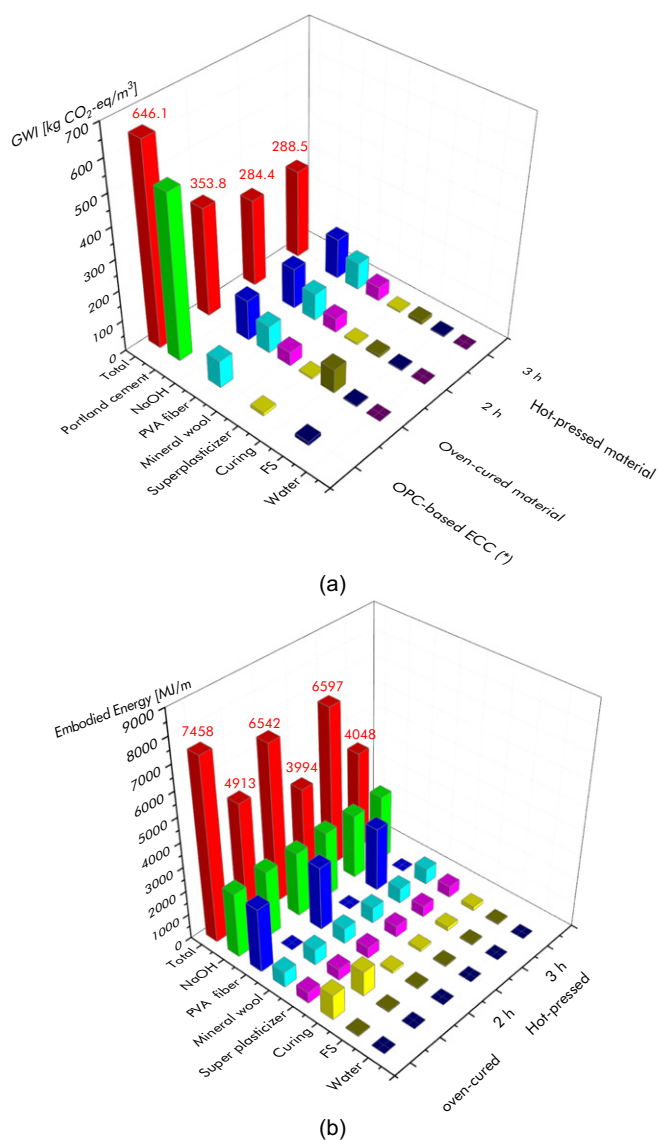 GWI [kg CO₂-eq/m³]
700
600
500
400
300
200
100
0
646.1
353.8
284.4
288.5
Total
Portland cement
NaOH
PVA fiber
Mineral wool
Superplasticizer
Curing
FS
Water
3 h
Hot-pressed material
2 h
Oven-cured material
OPC-based ECC (*)
(a)
Embodied Energy [MJ/m
9000
8000
7000
6000
5000
4000
3000
2000
1000
0
7458
4913
6542
3994
6597
4048
Total
NaOH
PVA fiber
Mineral wool
Super plasticizer
Curing
FS
Water
3 h
Hot-pressed
2 h
oven-cured
(b)